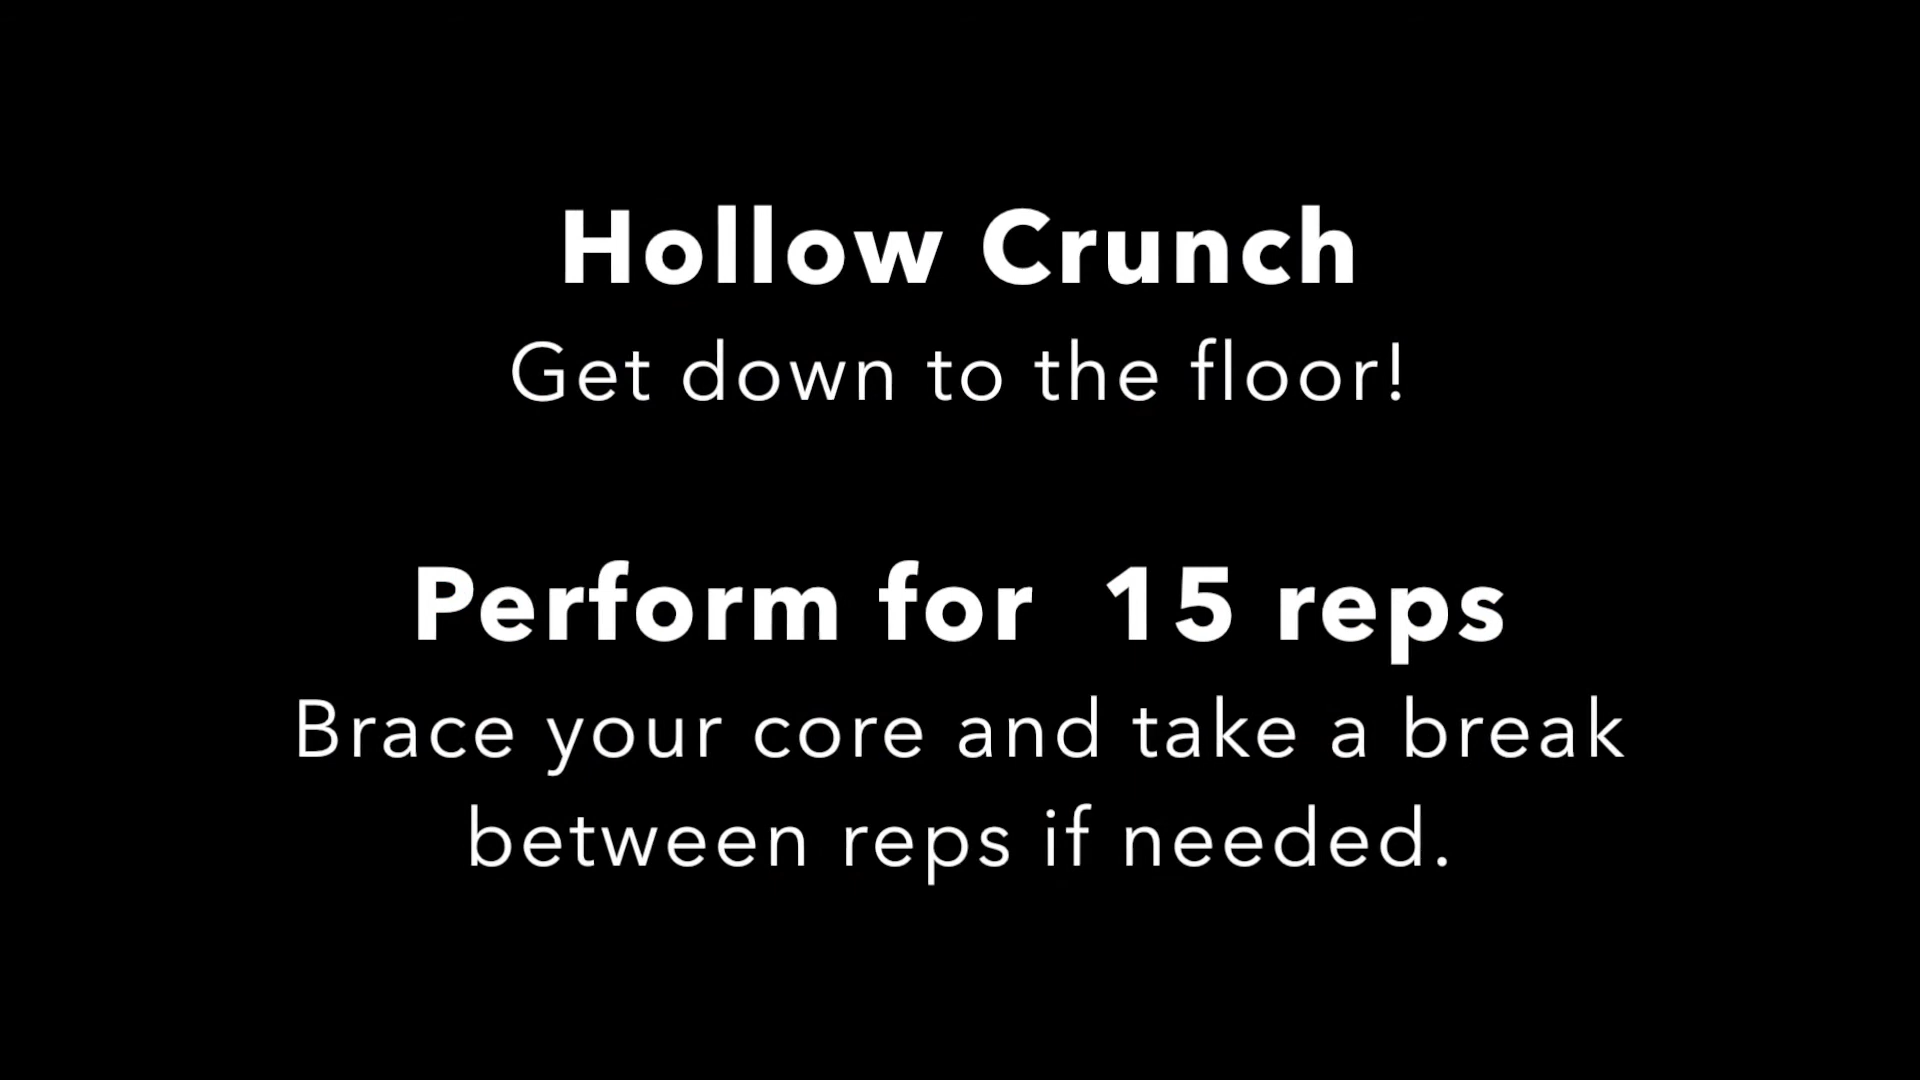 Hollow Crunch
Get down to the floor!
Perform for  15 reps
Brace your core and take a break
between reps if needed.